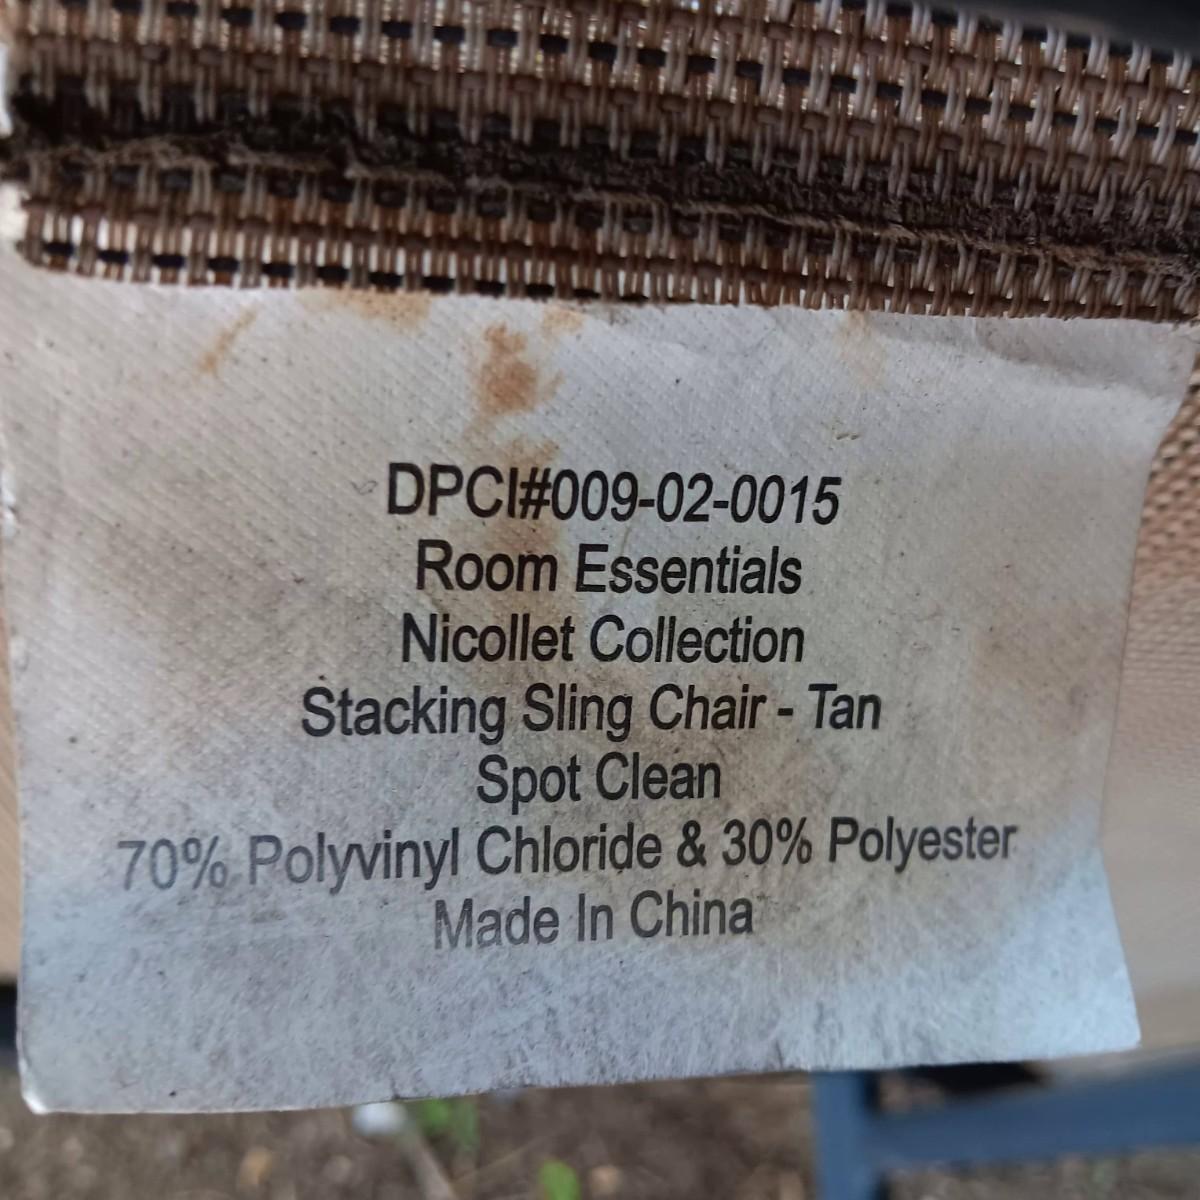 DPCI#009-02-0015
Room Essentials
Nicollet Collection
Stacking Sling Chair - Tan
Spot Clean
70% Polyvinyl Chloride & 30% Polyester
Made In China